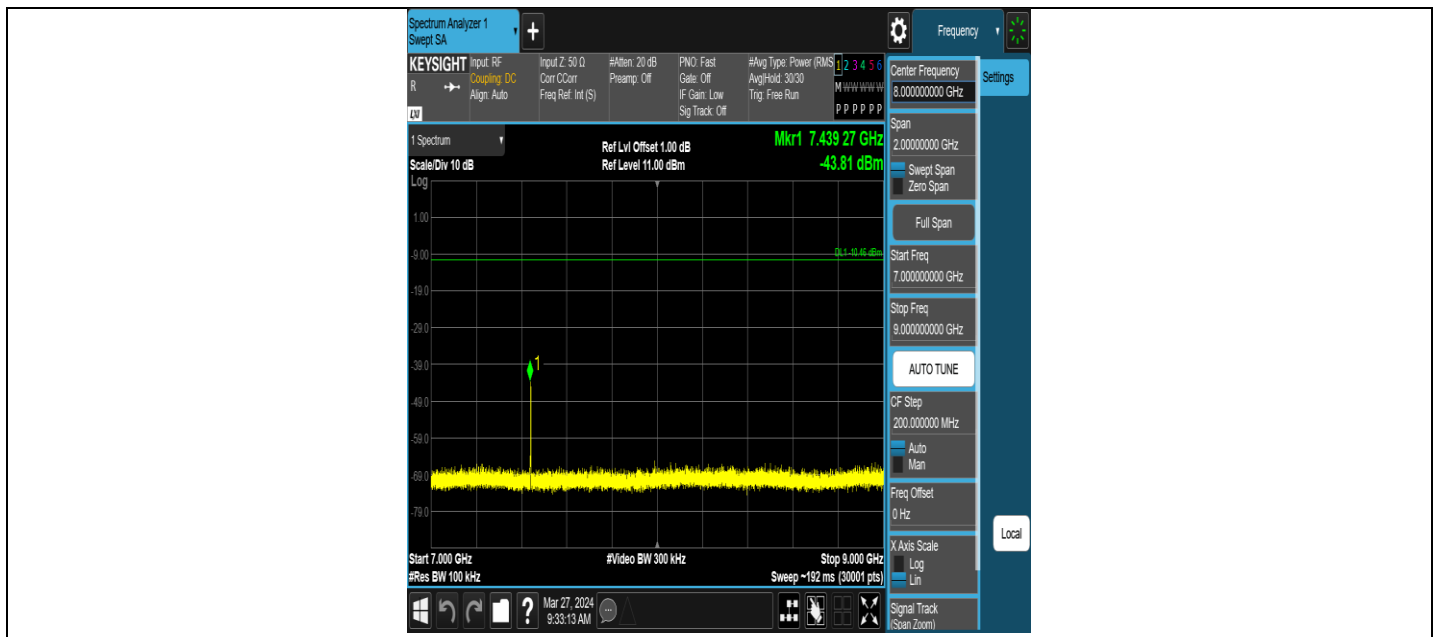 Spectrum Analyzer 1
Swept SA
+
Frequency
KEYSIGHT
R
LXI
Input: RF
Coupling: DC
Align: Auto
Input Z: 50 Ω
Corr CCorr
Freq Ref: Int (S)
#Atten: 20 dB
Preamp: Off
PNO: Fast
Gate: Off
IF Gain: Low
Sig Track: Off
#Avg Type: Power (RMS
Avg|Hold: 30/30
Trig: Free Run
1 2 3 4 5 6
M W W W W W
P P P P P P
1 Spectrum
Scale/Div 10 dB
Log
Ref Lvl Offset 1.00 dB
Ref Level 11.00 dBm
Mkr1 7.439 27 GHz
-43.81 dBm
1.00
-9.00
DL1 -10.46 dBm
-19.0
-29.0
-39.0
1
-49.0
-59.0
-69.0
-79.0
Start 7.000 GHz
#Res BW 100 kHz
#Video BW 300 kHz
Stop 9.000 GHz
Sweep ~192 ms (30001 pts)
?
Mar 27, 2024
9:33:13 AM
Center Frequency
8.000000000 GHz
Span
2.00000000 GHz
Swept Span
Zero Span
Full Span
Start Freq
7.000000000 GHz
Stop Freq
9.000000000 GHz
AUTO TUNE
CF Step
200.000000 MHz
Auto
Man
Freq Offset
0 Hz
X Axis Scale
Log
Lin
Signal Track
(Span Zoom)
Settings
Local